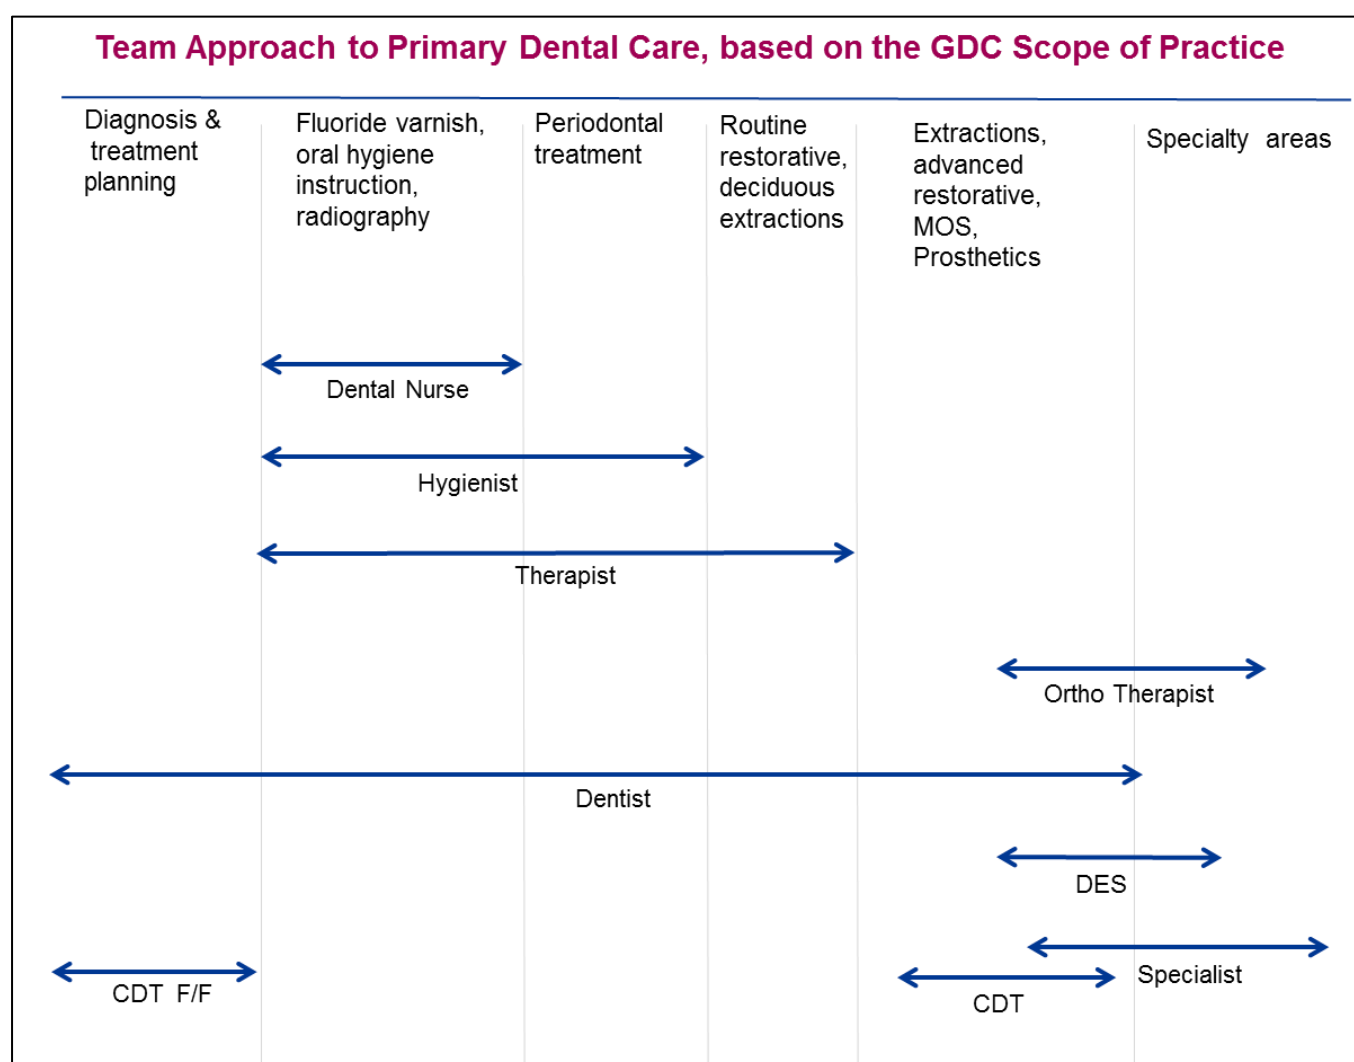 Team Approach to Primary Dental Care, based on the GDC Scope of Practice
Diagnosis &
treatment
planning
Fluoride varnish,
oral hygiene
instruction,
radiography
Periodontal
treatment
Routine
restorative,
deciduous
extractions
Extractions,
advanced
restorative,
MOS,
Prosthetics
Specialty areas
Dental Nurse
Hygienist
Therapist
Ortho Therapist
Dentist
DES
Specialist
CDT F/F
CDT